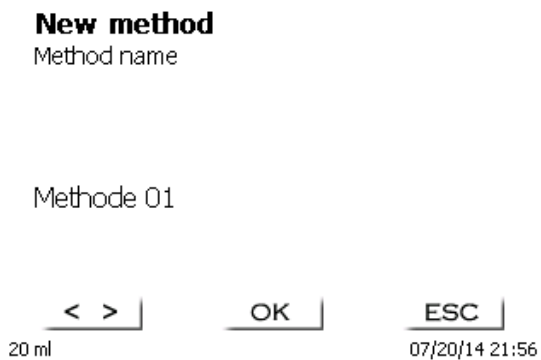 New method
Method name
Methode 01
< > OK ESC
20 ml 07/20/14 21:56